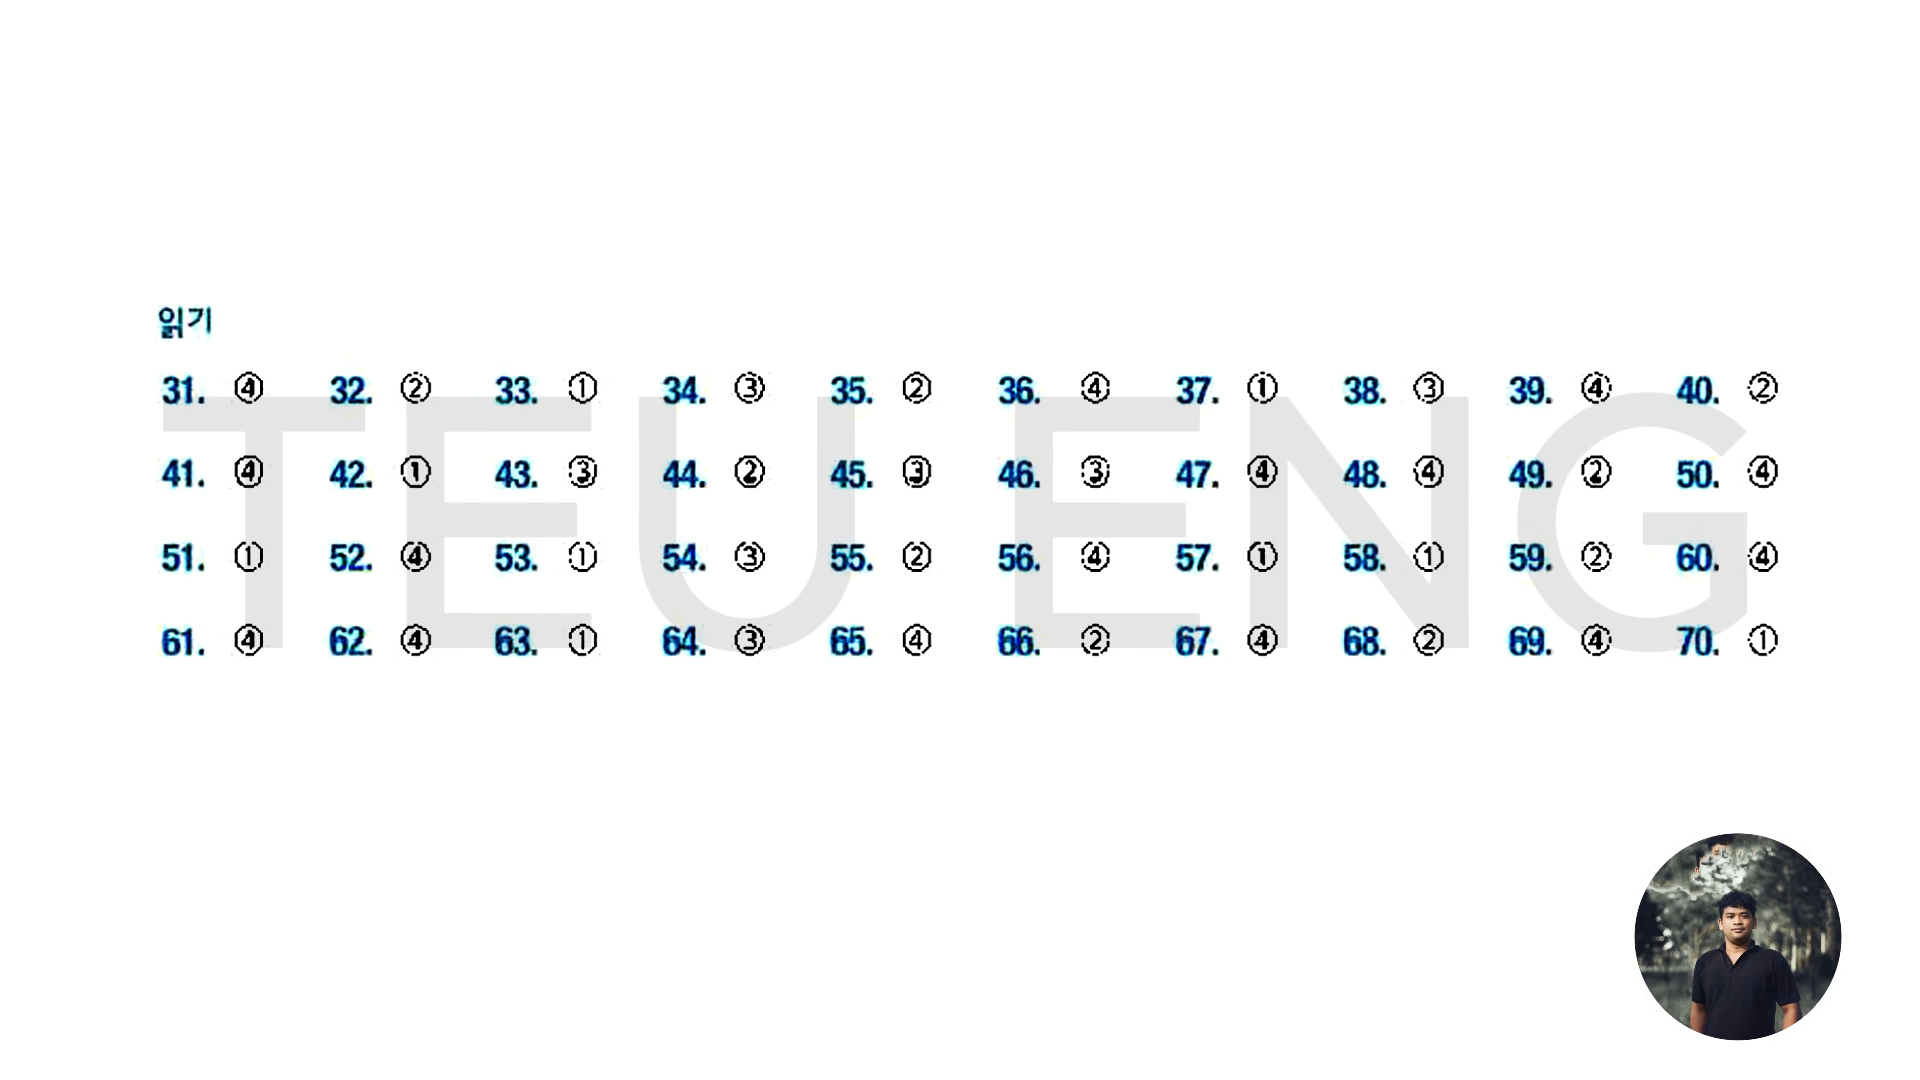 읽기
31. ④ 32. ② 33. ① 34. ③ 35. ② 36. ④ 37. ① 38. ③ 39. ④ 40. ②
41. ④ 42. ① 43. ③ 44. ② 45. ③ 46. ③ 47. ④ 48. ④ 49. ② 50. ④
51. ① 52. ④ 53. ① 54. ③ 55. ② 56. ④ 57. ① 58. ① 59. ② 60. ④
61. ④ 62. ④ 63. ① 64. ③ 65. ④ 66. ② 67. ④ 68. ② 69. ④ 70. ①
TEU ENG